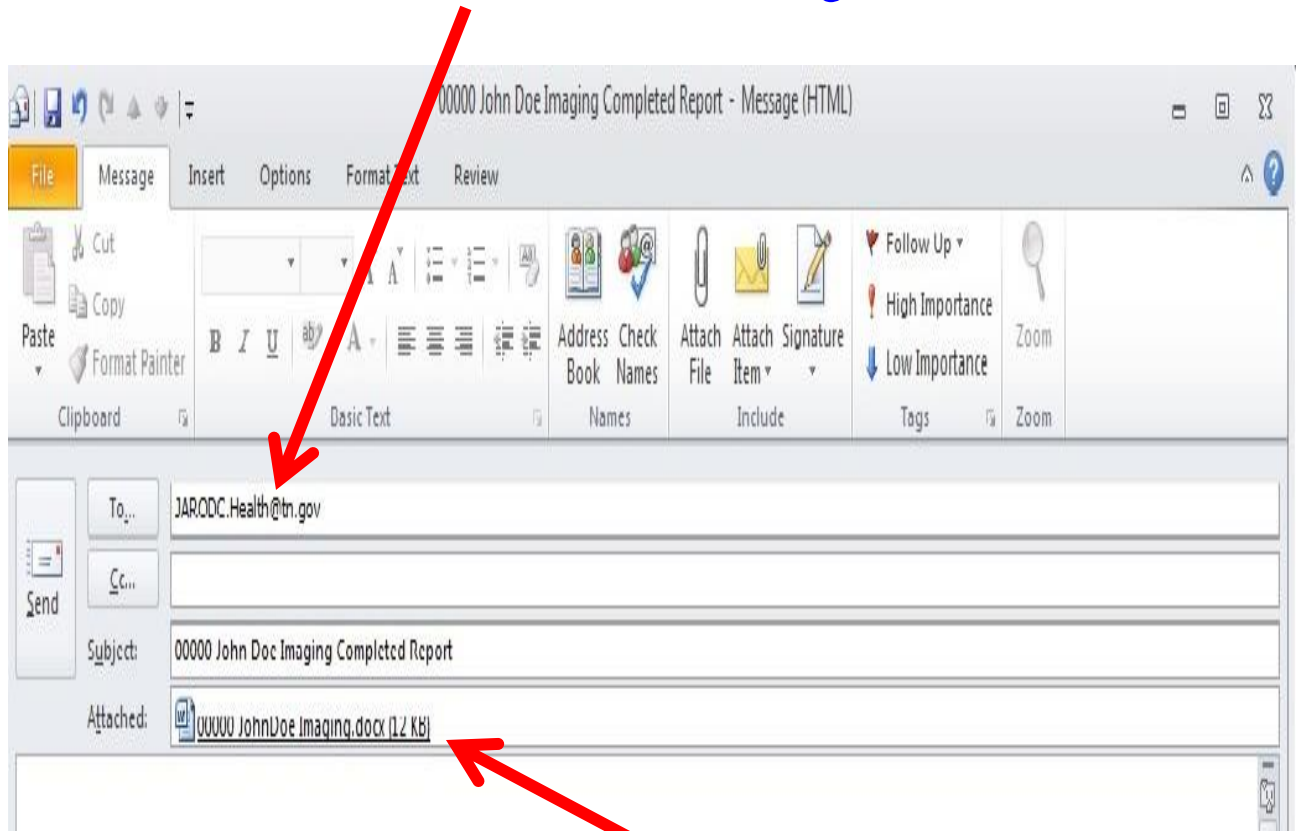 00000 John Doe Imaging Completed Report - Message (HTML)
File Message Insert Options Format Text Review
Cut
Copy
Paste
Format Painter
Clipboard
B I U A
Basic Text
Address Book
Check Names
Names
Attach File
Attach Item
Signature
Include
Follow Up
High Importance
Low Importance
Tags
Zoom
Zoom
Send
To...
JARODC.Health@tn.gov
Cc...
Subject:
00000 John Doe Imaging Completed Report
Attached:
00000 JohnDoe Imaging.docx (12 KB)